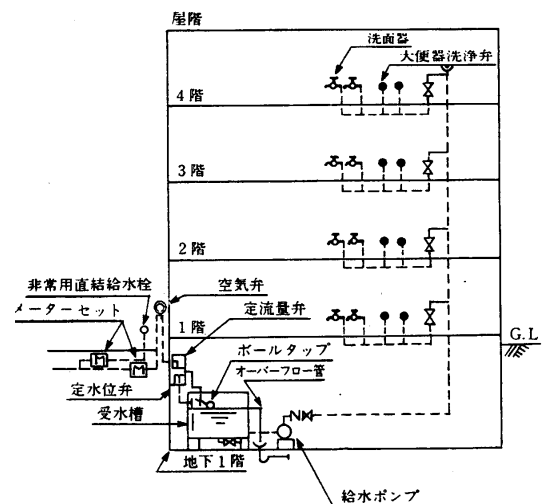 屋階
洗面器
大便器洗浄弁
4階
3階
2階
非常用直結給水栓
メーターセット
空気弁
定流量弁
1階
G.L
ボールタップ
オーバーフロー管
M
M
定水位弁
受水槽
地下1階
給水ポンプ